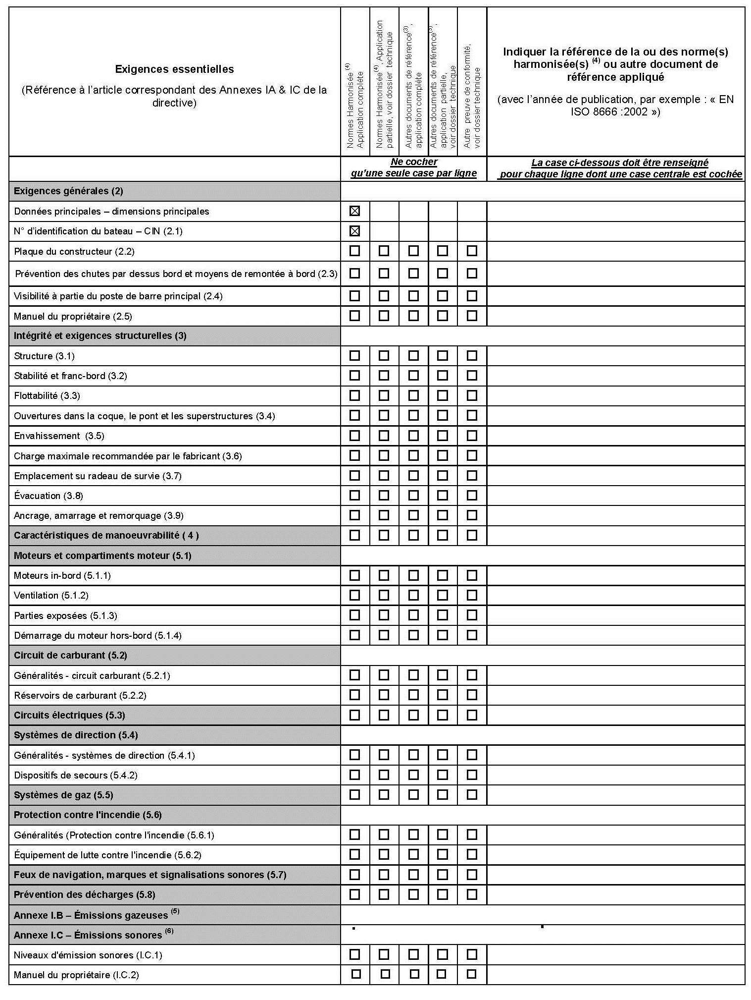 Exigences essentielles
(Référence à l'article correspondant des Annexes IA & IC de la
directive)
Normes Harmonisée (4)
Application complète
Normes Harmonisée(4), Application
partielle, voir dossier technique
Autres documents de référence(3),
application complète
Autres documents de référence(3),
application partielle,
voir dossier technique
Autre preuve de conformité,
voir dossier technique
Indiquer la référence de la ou des norme(s)
harmonisée(s) (4) ou autre document de
référence appliqué
(avec l'année de publication, par exemple : « EN
ISO 8666 :2002 »)
Ne cocher
qu'une seule case par ligne
La case ci-dessous doit être renseigné
pour chaque ligne dont une case centrale est cochée
Exigences générales (2)
Données principales – dimensions principales
N° d'identification du bateau – CIN (2.1)
Plaque du constructeur (2.2)
Prévention des chutes par dessus bord et moyens de remontée à bord (2.3)
Visibilité à partie du poste de barre principal (2.4)
Manuel du propriétaire (2.5)
Intégrité et exigences structurelles (3)
Structure (3.1)
Stabilité et franc-bord (3.2)
Flottabilité (3.3)
Ouvertures dans la coque, le pont et les superstructures (3.4)
Envahissement (3.5)
Charge maximale recommandée par le fabricant (3.6)
Emplacement su radeau de survie (3.7)
Évacuation (3.8)
Ancrage, amarrage et remorquage (3.9)
Caractéristiques de manoeuvrabilité ( 4 )
Moteurs et compartiments moteur (5.1)
Moteurs in-bord (5.1.1)
Ventilation (5.1.2)
Parties exposées (5.1.3)
Démarrage du moteur hors-bord (5.1.4)
Circuit de carburant (5.2)
Généralités - circuit carburant (5.2.1)
Réservoirs de carburant (5.2.2)
Circuits électriques (5.3)
Systèmes de direction (5.4)
Généralités - systèmes de direction (5.4.1)
Dispositifs de secours (5.4.2)
Systèmes de gaz (5.5)
Protection contre l'incendie (5.6)
Généralités (Protection contre l'incendie (5.6.1)
Équipement de lutte contre l'incendie (5.6.2)
Feux de navigation, marques et signalisations sonores (5.7)
Prévention des décharges (5.8)
Annexe I.B – Émissions gazeuses (5)
Annexe I.C – Émissions sonores (6)
Niveaux d'émission sonores (I.C.1)
Manuel du propriétaire (I.C.2)